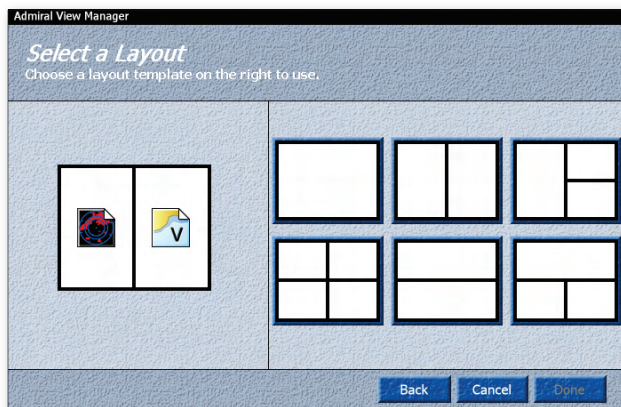 Admiral View Manager
Select a Layout
Choose a layout template on the right to use.
V
Back Cancel Done